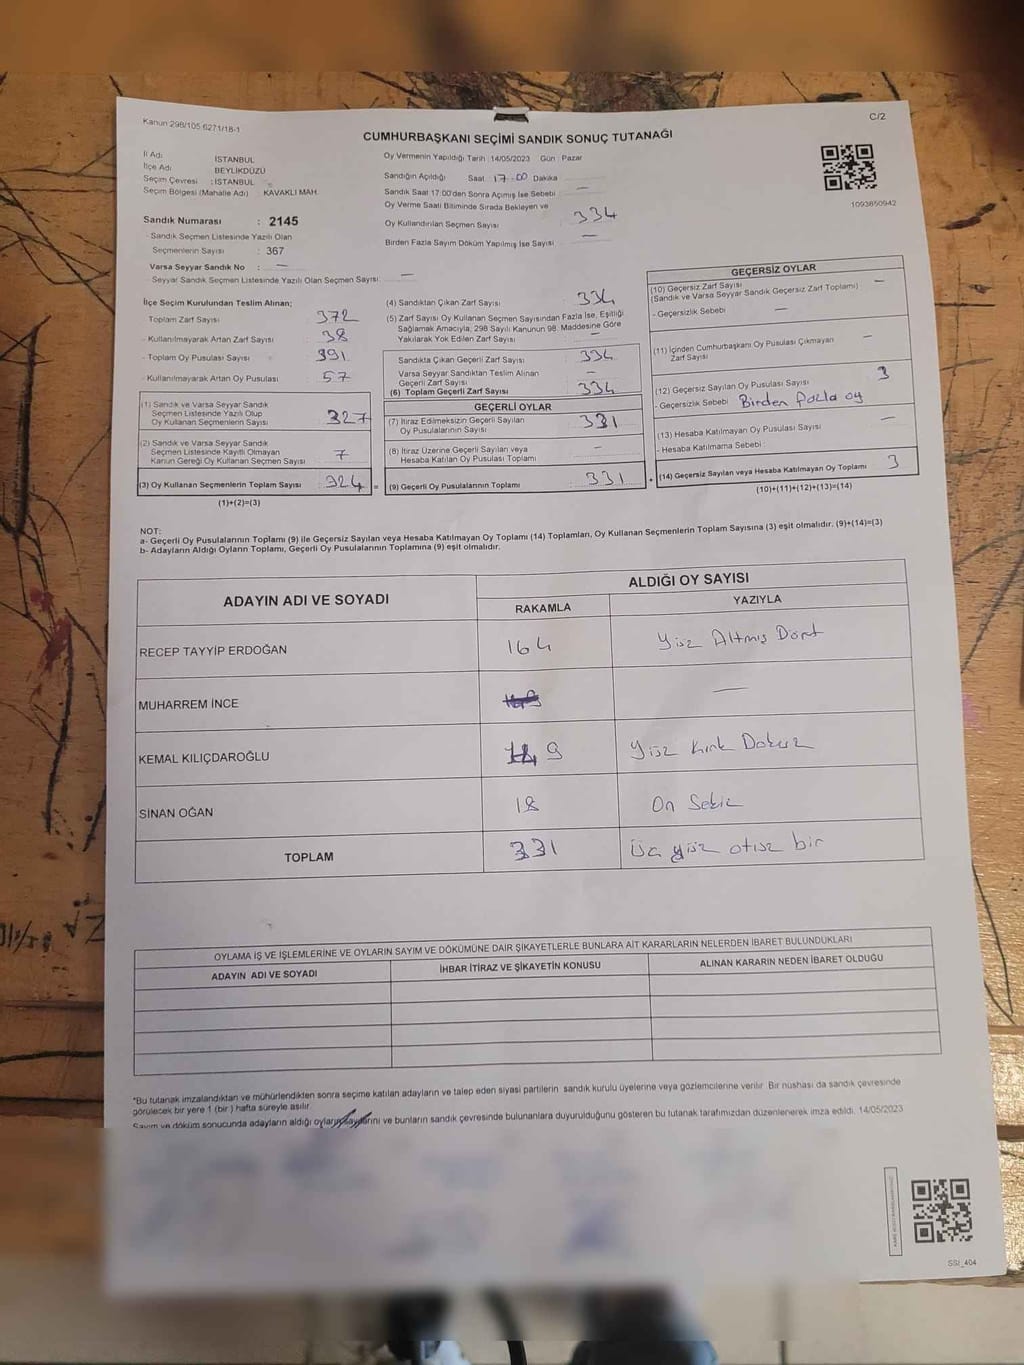 Kanun 298/105 6271/18-1
C/2
CUMHURBAŞKANI SEÇİMİ SANDIK SONUÇ TUTANAĞI
İl Adı : İSTANBUL
İlçe Adı BEYLİKDÜZÜ
Seçim Çevresi : İSTANBUL
Seçim Bölgesi (Mahalle Adı) KAVAKLI MAH.
Sandık Numarası : 2145
Sandık Seçmen Listesinde Yazılı Olan
Seçmenlerin Sayısı : 367
Varsa Seyyar Sandık No : —
Seyyar Sandık Seçmen Listesinde Yazılı Olan Seçmen Sayısı: —
Oy Vermenin Yapıldığı Tarih :14/05/2023 Gün : Pazar
Sandığın Açıldığı Saat 17.00 Dakika
Sandık Saat 17:00'den Sonra Açılmış İse Sebebi —
Oy Verme Saati Bitiminde Sırada Bekleyen ve
Oy Kullandırılan Seçmen Sayısı : 334
Birden Fazla Sayım Döküm Yapılmış İse Sayısı —
1093850942
İlçe Seçim Kurulundan Teslim Alınan;
Toplam Zarf Sayısı : 372
Kullanılmayarak Artan Zarf Sayısı : 38
Toplam Oy Pusulası Sayısı : 391
Kullanılmayarak Artan Oy Pusulası : 57
(1) Sandık ve Varsa Seyyar Sandık
Seçmen Listesinde Yazılı Olup
Oy Kullanan Seçmenlerin Sayısı : 327
(2) Sandık ve Varsa Seyyar Sandık
Seçmen Listesinde Kayıtlı Olmayan
Kanun Gereği Oy Kullanan Seçmen Sayısı : 7
(3) Oy Kullanan Seçmenlerin Toplam Sayısı : 324
(1)+(2)=(3)
(4) Sandıktan Çıkan Zarf Sayısı : 334
(5) Zarf Sayısı Oy Kullanan Seçmen Sayısından Fazla İse, Eşitliği
Sağlamak Amacıyla, 298 Sayılı Kanunun 98. Maddesine Göre
Yakılarak Yok Edilen Zarf Sayısı : —
Sandıkta Çıkan Geçerli Zarf Sayısı : 334
Varsa Seyyar Sandıktan Teslim Alınan
Geçerli Zarf Sayısı : —
(6) Toplam Geçerli Zarf Sayısı : 334
GEÇERLİ OYLAR
(7) İtiraz Edilmeksizin Geçerli Sayılan
Oy Pusulalarının Sayısı : 331
(8) İtiraz Üzerine Geçerli Sayılan veya
Hesaba Katılan Oy Pusulası Toplamı : —
(9) Geçerli Oy Pusulalarının Toplamı : 331
GEÇERSİZ OYLAR
(10) Geçersiz Zarf Sayısı —
(Sandık ve Varsa Seyyar Sandık Geçersiz Zarf Toplamı)
- Geçersizlik Sebebi : —
(11) İçinden Cumhurbaşkanı Oy Pusulası Çıkmayan —
Zarf Sayısı
(12) Geçersiz Sayılan Oy Pusulası Sayısı : 3
- Geçersizlik Sebebi : Birden fazla oy
(13) Hesaba Katılmayan Oy Pusulası Sayısı —
- Hesaba Katılmama Sebebi :
(14) Geçersiz Sayılan veya Hesaba Katılmayan Oy Toplamı 3
(10)+(11)+(12)+(13)=(14)
NOT:
a- Geçerli Oy Pusulasının Toplamı (9) ile Geçersiz Sayılan veya Hesaba Katılmayan Oy Toplamı (14) Toplamları, Oy Kullanan Seçmenlerin Toplam Sayısına (3) eşit olmalıdır. (9)+(14)=(3)
b- Adayların Aldığı Oyların Toplamı, Geçerli Oy Pusulalarının Toplamına (9) eşit olmalıdır.
ADAYIN ADI VE SOYADI
ALDIĞI OY SAYISI
RAKAMLA YAZIYLA
RECEP TAYYİP ERDOĞAN 164 Yüz Altmış Dört
MUHARREM İNCE —
KEMAL KILIÇDAROĞLU 149 Yüz Kırk Dokuz
SİNAN OĞAN 18 On Sekiz
TOPLAM 331 Üç yüz otuz bir
OYLAMA İŞ VE İŞLEMLERİNE VE OYLARIN SAYIM VE DÖKÜMÜNE DAİR ŞİKAYETLERLE BUNLARA AİT KARARLARIN NELERDEN İBARET BULUNDUKLARI
ADAYIN ADI VE SOYADI İHBAR İTİRAZ VE ŞİKAYETİN KONUSU ALINAN KARARIN NEDEN İBARET OLDUĞU
*Bu tutanak imzalandıktan ve mühürlendikten sonra seçime katılan adayların ve talep eden siyasi partilerin sandık kurulu üyelerine veya gözlemcilerine verilir. Bir nüshası da sandık çevresinde
görülecek bir yere 1 (bir) hafta süreyle asılır.
Sayım ve döküm sonucunda adayların aldığı oyların sayılarını ve bunların sandık çevresinde bulunanlara duyurulduğunu gösteren bu tutanak tarafımızdan düzenlenerek imza edildi. 14/05/2023
SSI_404